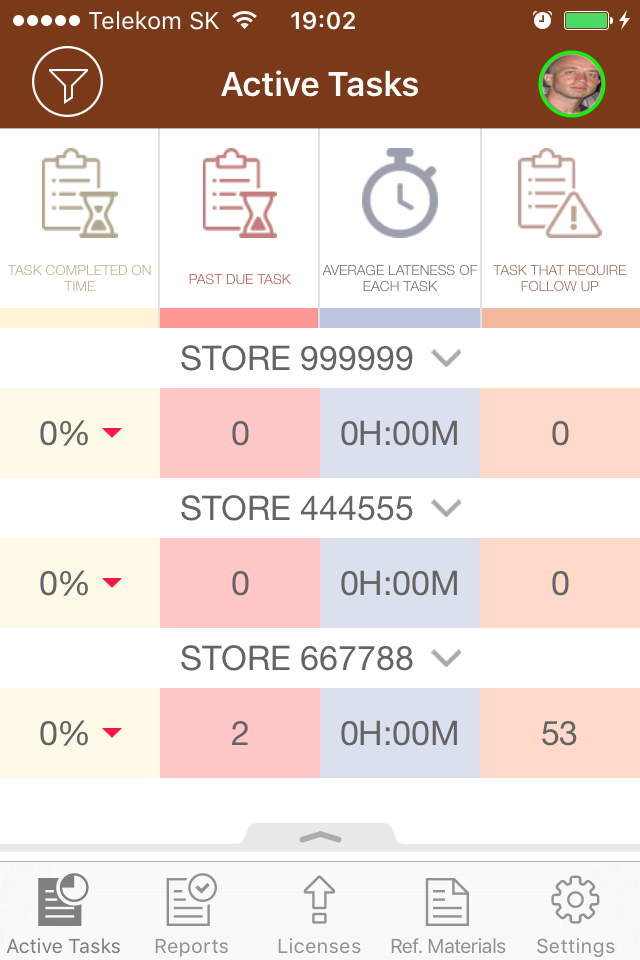 Telekom SK 19:02
Active Tasks
TASK COMPLETED ON
TIME
PAST DUE TASK
AVERAGE LATENESS OF
EACH TASK
TASK THAT REQUIRE
FOLLOW UP
STORE 999999
0% 0 0H:00M 0
STORE 444555
0% 0 0H:00M 0
STORE 667788
0% 2 0H:00M 53
Active Tasks Reports Licenses Ref. Materials Settings